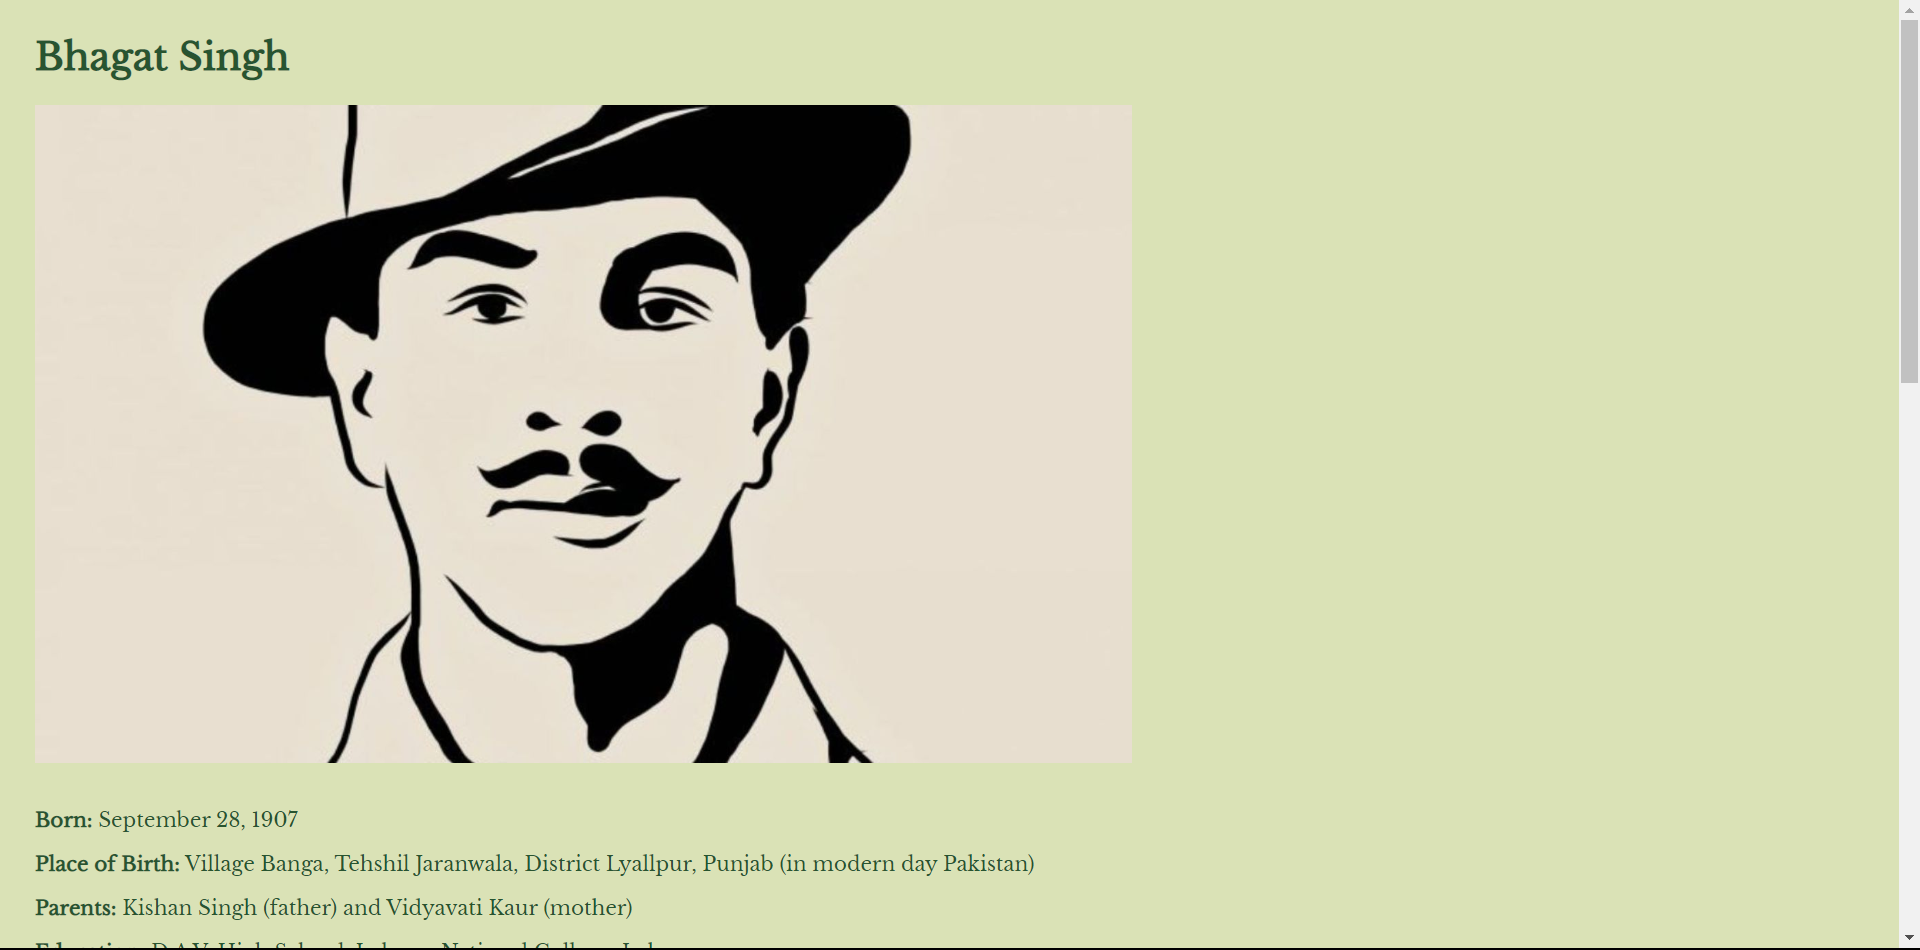 Bhagat Singh
Born: September 28, 1907
Place of Birth: Village Banga, Tehshil Jaranwala, District Lyallpur, Punjab (in modern day Pakistan)
Parents: Kishan Singh (father) and Vidyavati Kaur (mother)